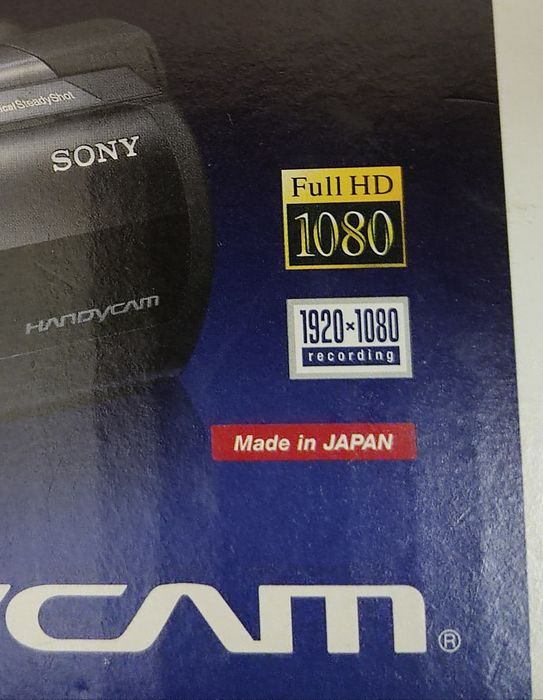 SteadyShot
SONY
Full HD
1080
HANDYCAM
1920×1080
recording
Made in JAPAN
YCAM®